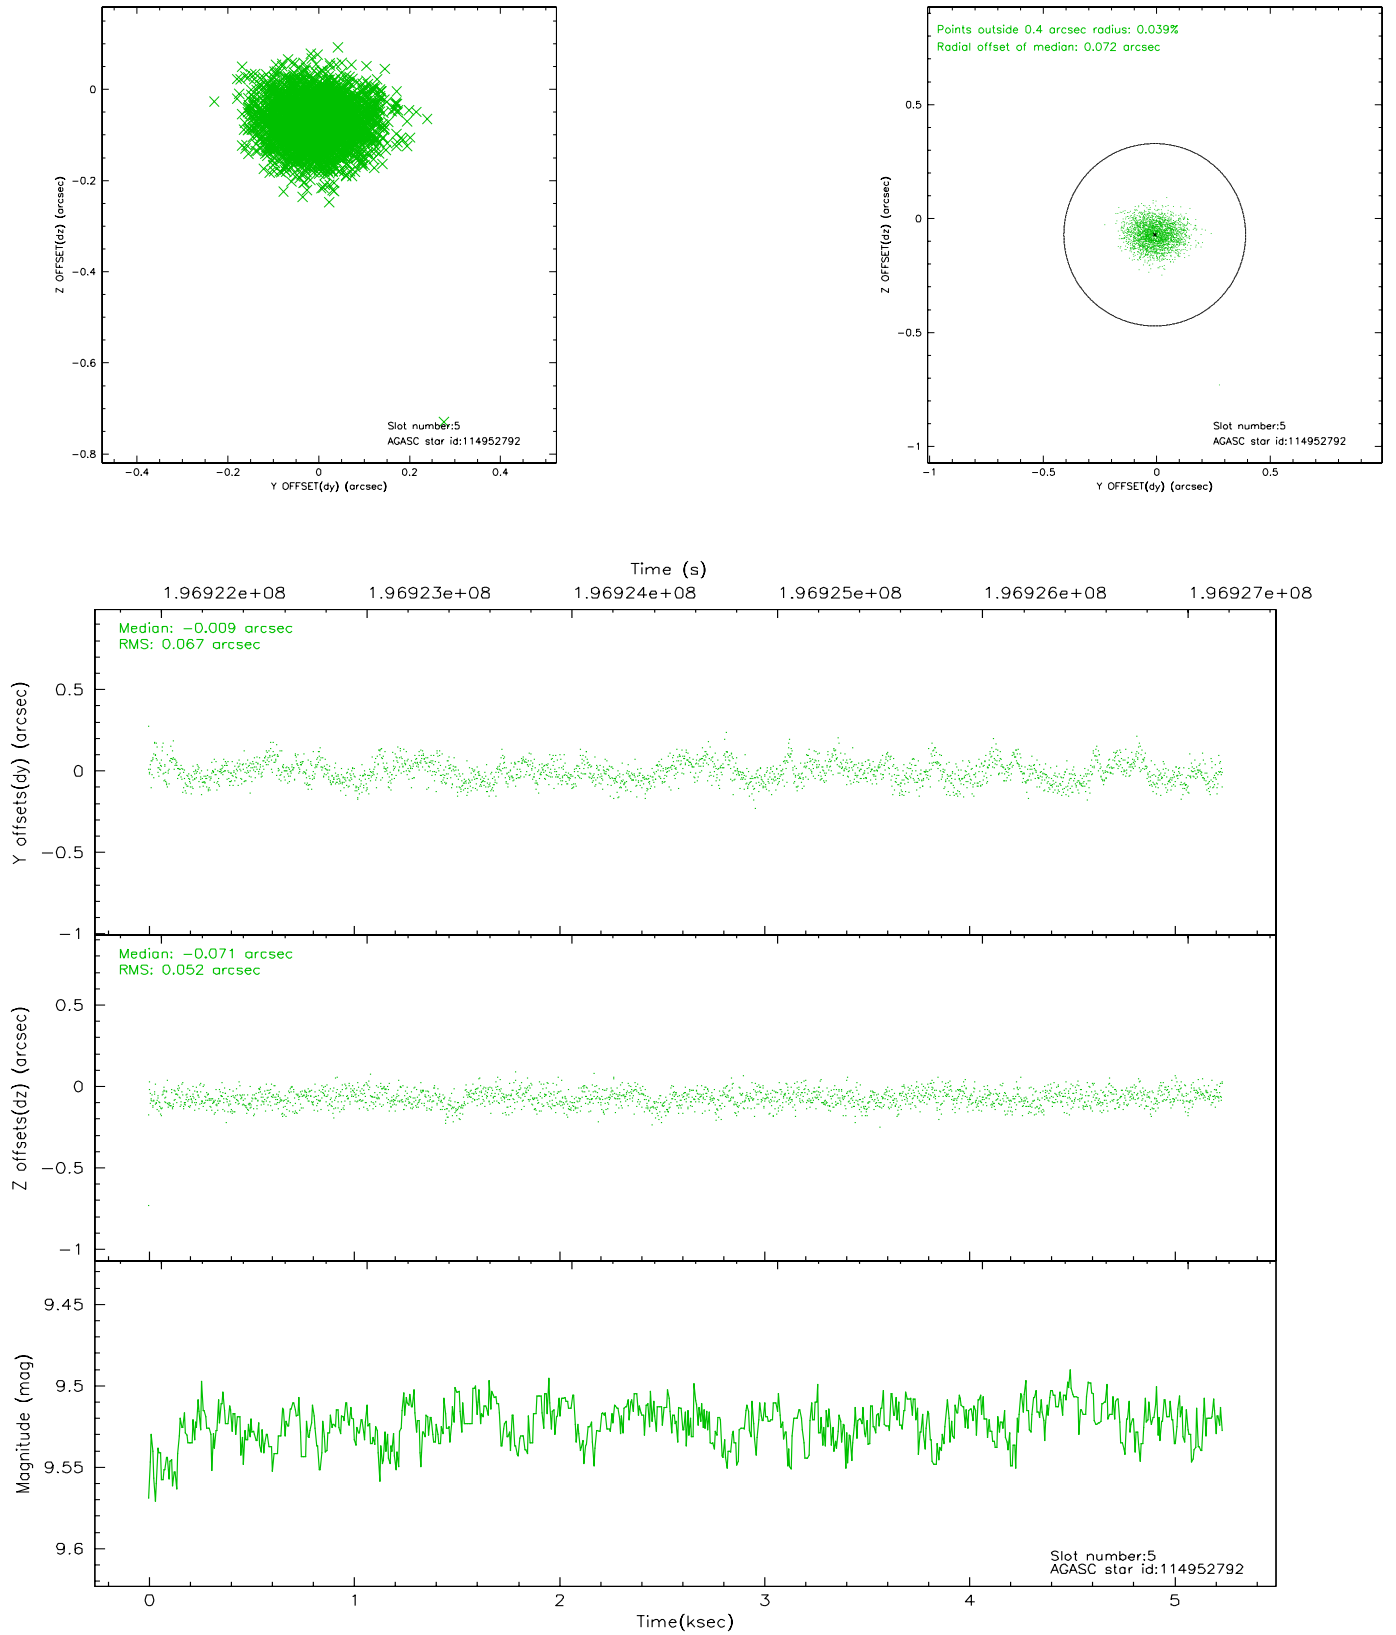 0
−0.2
−0.4
−0.6
−0.8
Z OFFSET(dz) (arcsec)
Slot number:5
AGASC star id:114952792
−0.4 −0.2 0 0.2 0.4
Y OFFSET(dy) (arcsec)
Points outside 0.4 arcsec radius: 0.039%
Radial offset of median: 0.072 arcsec
0.5
0
−0.5
−1
Z OFFSET(dz) (arcsec)
Slot number:5
AGASC star id:114952792
−1 −0.5 0 0.5
Y OFFSET(dy) (arcsec)
Time (s)
1.96922e+08 1.96923e+08 1.96924e+08 1.96925e+08 1.96926e+08 1.96927e+08
Median: −0.009 arcsec
RMS: 0.067 arcsec
0.5
0
−0.5
−1
Y offsets(dy) (arcsec)
Median: −0.071 arcsec
RMS: 0.052 arcsec
0.5
0
−0.5
−1
Z offsets(dz) (arcsec)
9.45
9.5
9.55
9.6
Magnitude (mag)
Slot number:5
AGASC star id:114952792
0 1 2 3 4 5
Time(ksec)